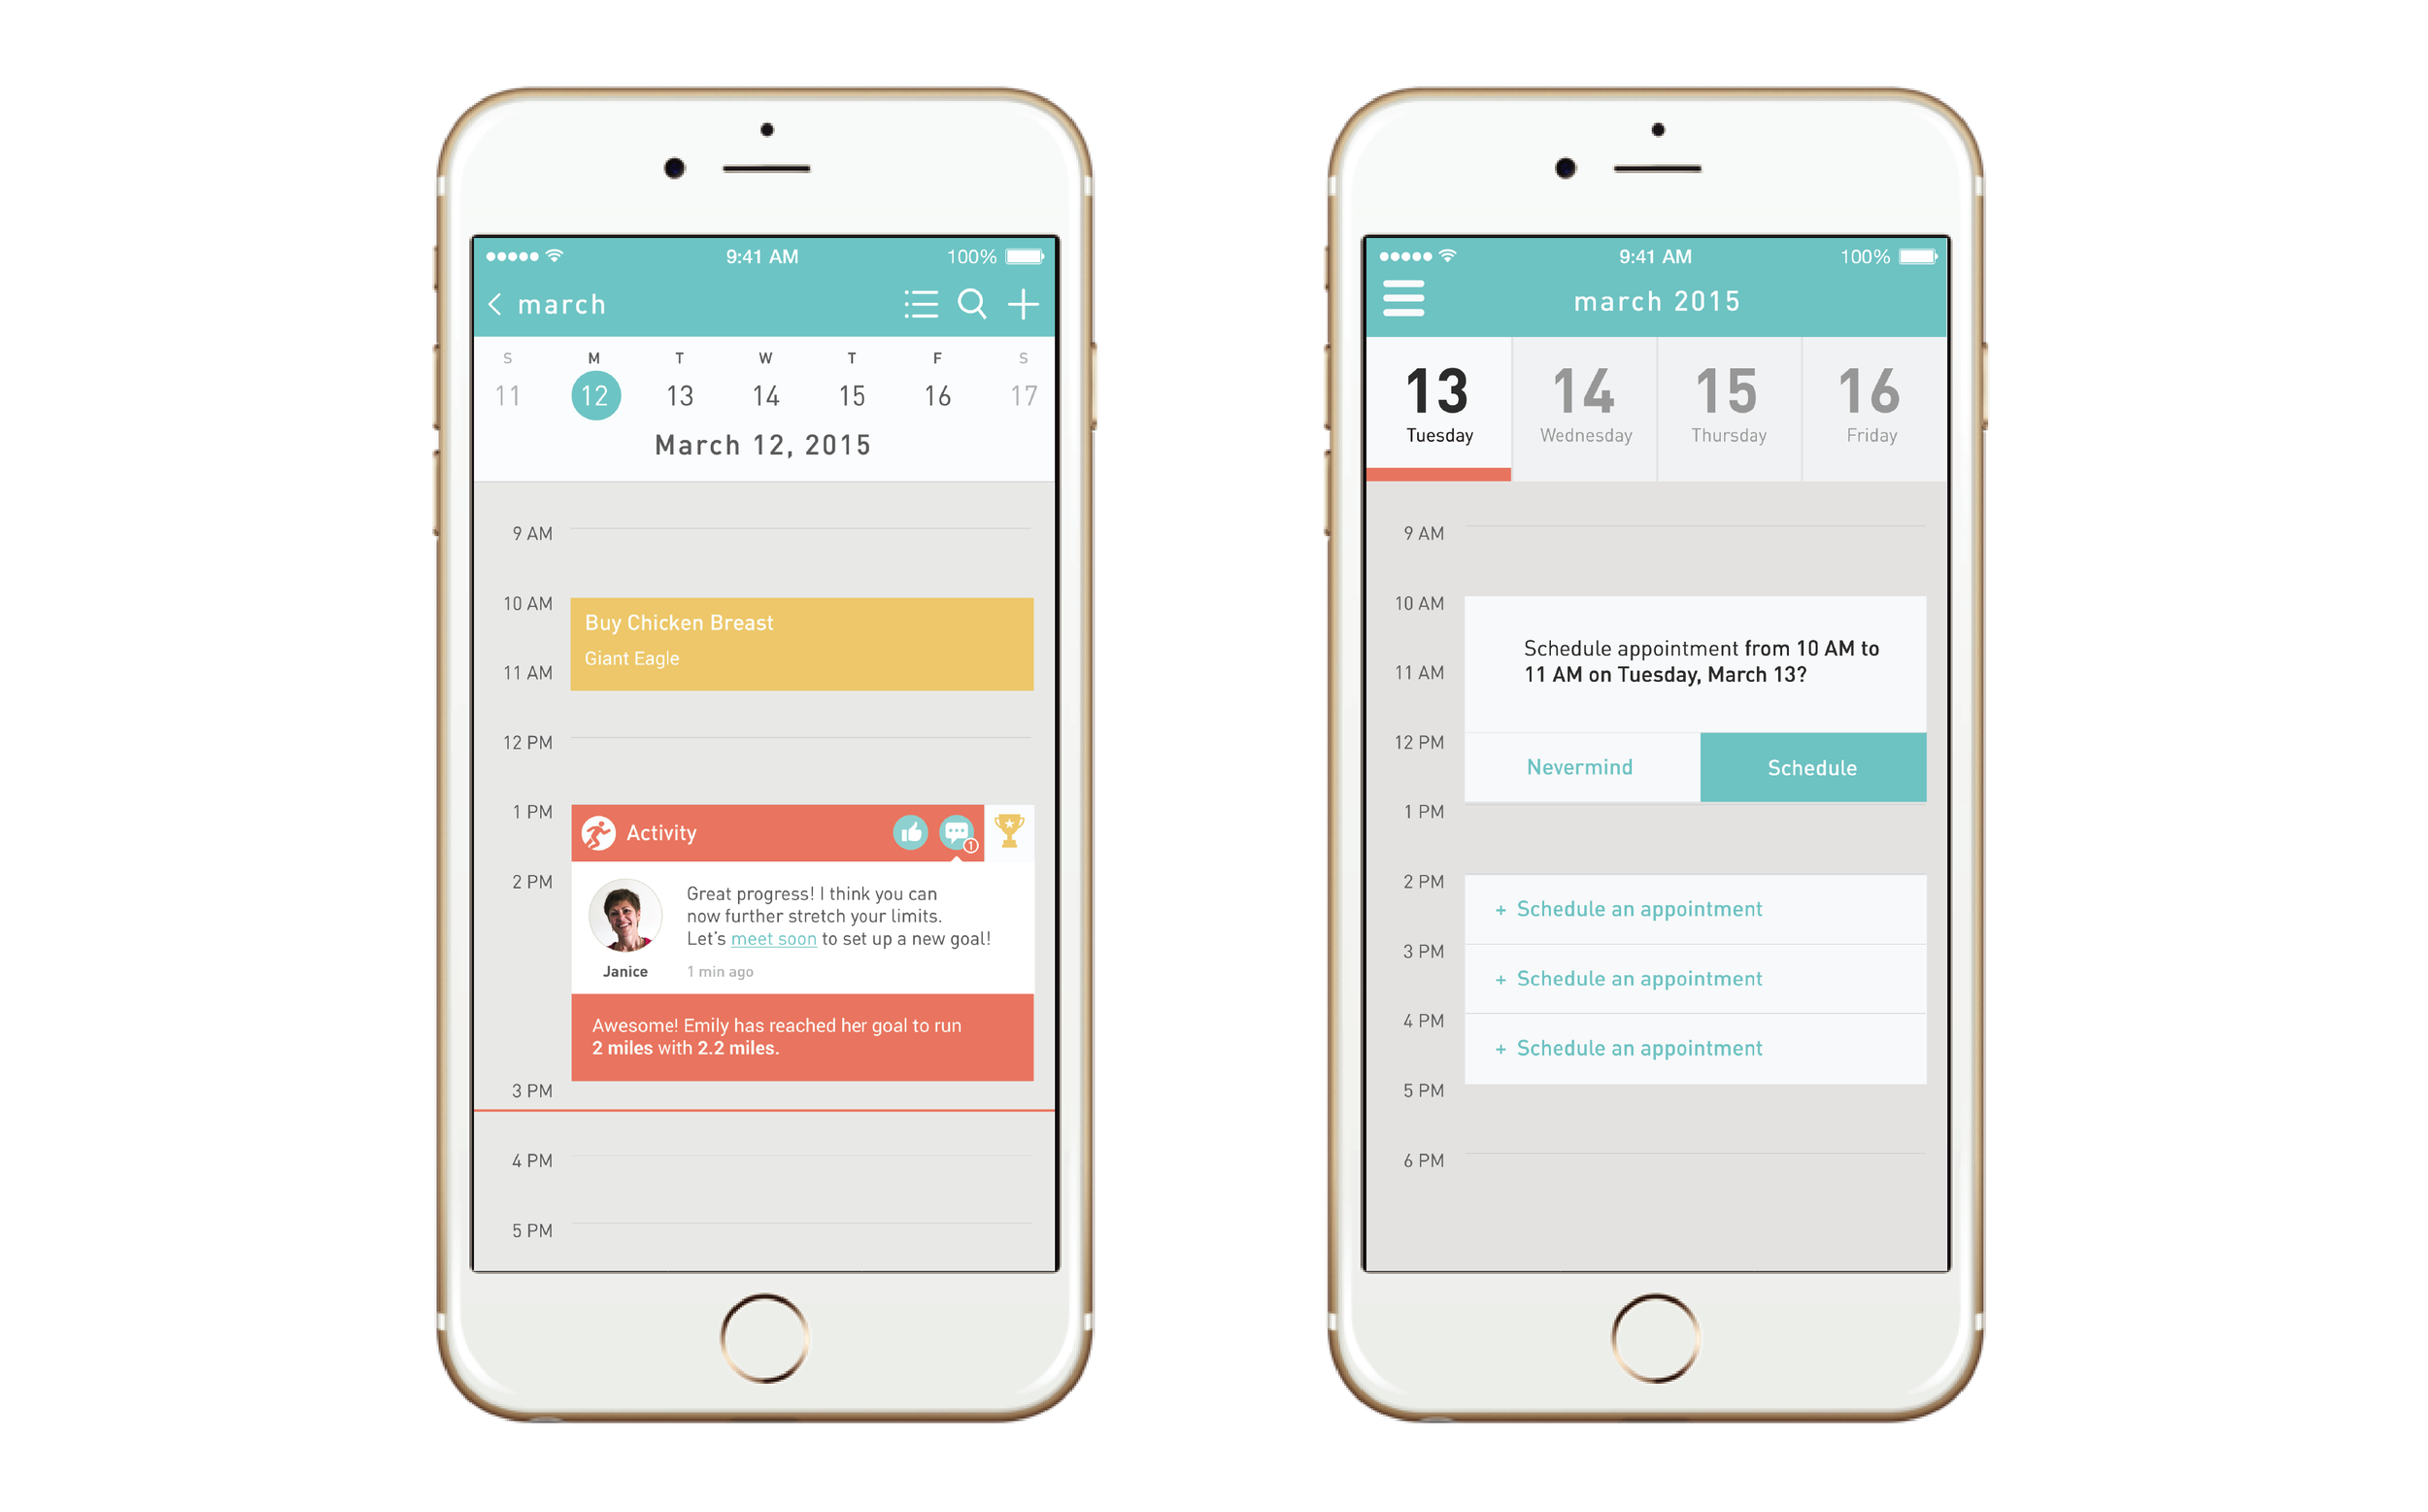 9:41 AM
100%
march
S M T W T F S
11 12 13 14 15 16 17
March 12, 2015
9 AM
10 AM
Buy Chicken Breast
Giant Eagle
11 AM
12 PM
1 PM
Activity
1
2 PM
Great progress! I think you can
now further stretch your limits.
Let's meet soon to set up a new goal!
Janice
1 min ago
Awesome! Emily has reached her goal to run
2 miles with 2.2 miles.
3 PM
4 PM
5 PM
9:41 AM
100%
march 2015
13 14 15 16
Tuesday Wednesday Thursday Friday
9 AM
10 AM
Schedule appointment from 10 AM to
11 AM on Tuesday, March 13?
11 AM
12 PM
Nevermind
Schedule
1 PM
2 PM
+ Schedule an appointment
3 PM
+ Schedule an appointment
4 PM
+ Schedule an appointment
5 PM
6 PM